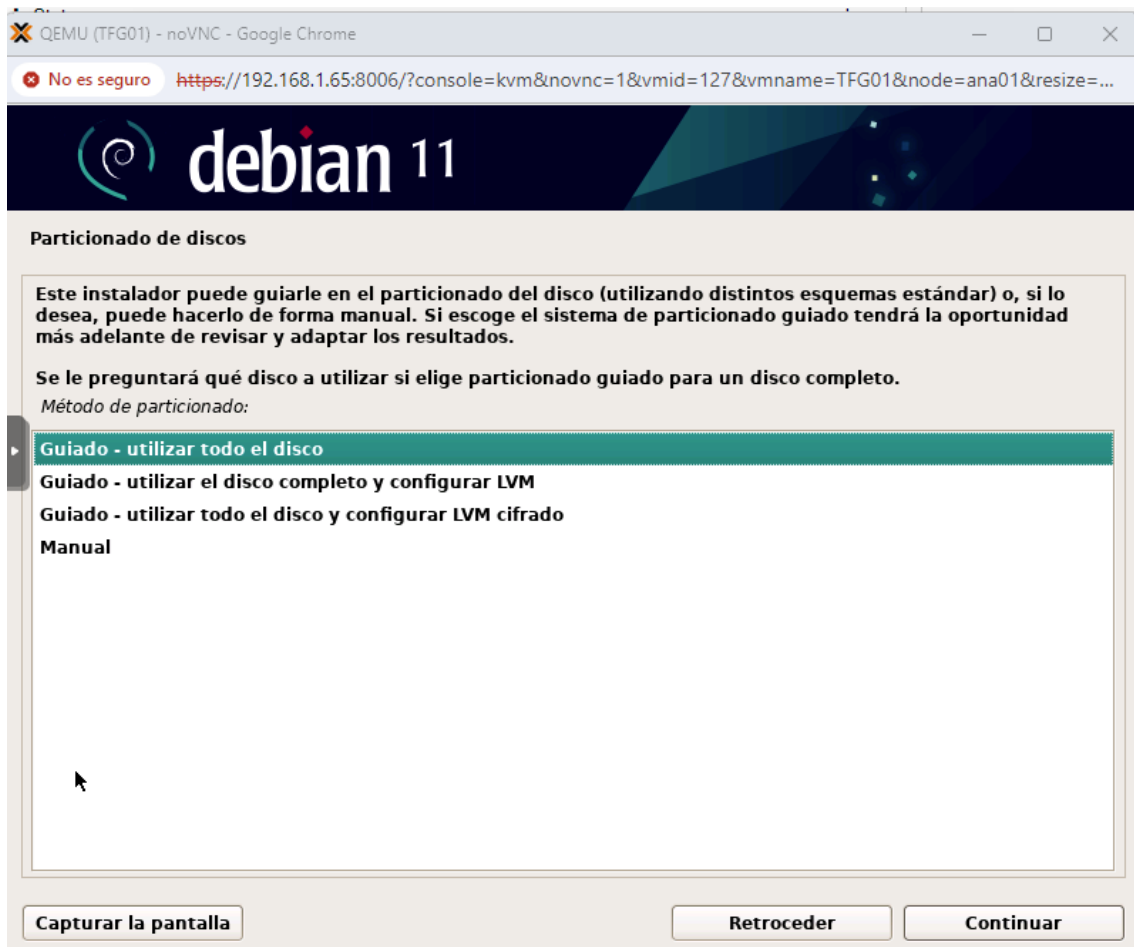 QEMU (TFG01) - noVNC - Google Chrome
No es seguro https://192.168.1.65:8006/?console=kvm&novnc=1&vmid=127&vmname=TFG01&node=ana01&resize=...
debian 11
Particionado de discos
Este instalador puede guiarle en el particionado del disco (utilizando distintos esquemas estándar) o, si lo
desea, puede hacerlo de forma manual. Si escoge el sistema de particionado guiado tendrá la oportunidad
más adelante de revisar y adaptar los resultados.
Se le preguntará qué disco a utilizar si elige particionado guiado para un disco completo.
Método de particionado:
Guiado - utilizar todo el disco
Guiado - utilizar el disco completo y configurar LVM
Guiado - utilizar todo el disco y configurar LVM cifrado
Manual
Capturar la pantalla
Retroceder
Continuar